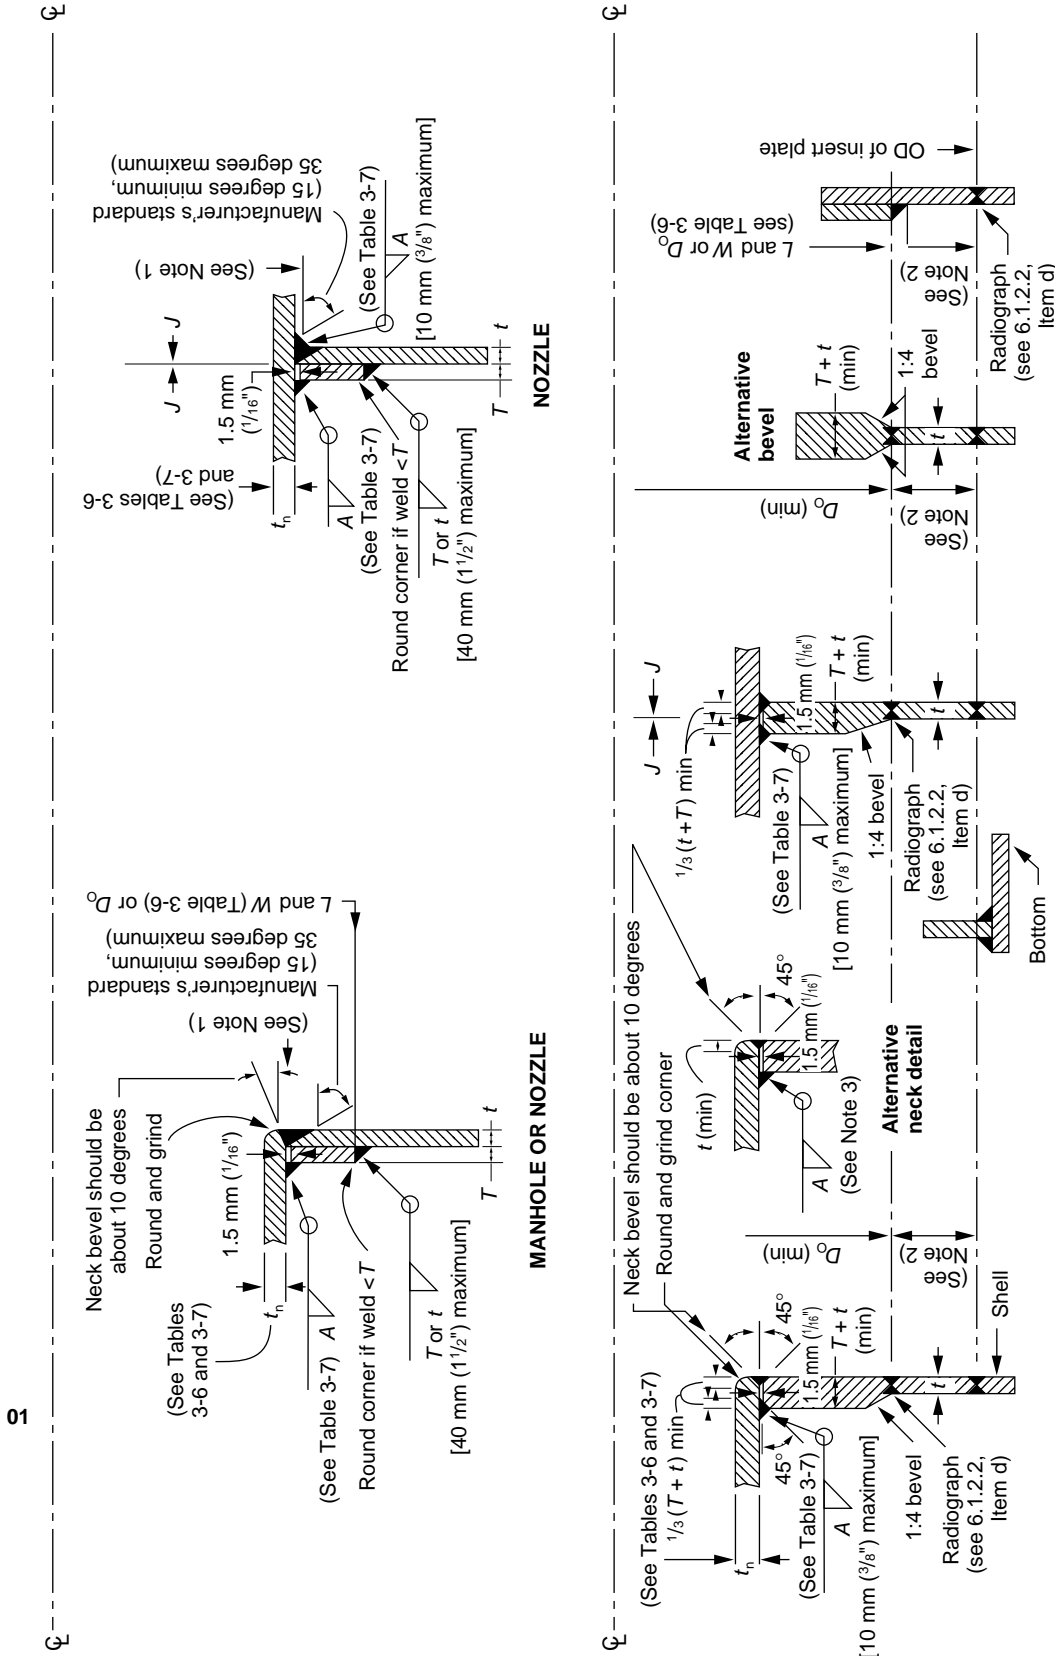 01
℄
℄
Neck bevel should be
about 10 degrees
Round and grind
1.5 mm (1/16")
(See Tables
3-6 and 3-7)
tn
(See Table 3-7)
A
Round corner if weld <T
T or t
[40 mm (11/2") maximum]
T
t
(See Note 1)
Manufacturer's standard
(15 degrees minimum,
35 degrees maximum)
L and W (Table 3-6) or DO
MANHOLE OR NOZZLE
J
J
1.5 mm
(1/16")
(See Tables 3-6
and 3-7)
tn
A
(See Table 3-7)
Round corner if weld <T
T or t
[40 mm (11/2") maximum]
T
t
(See Note 1)
Manufacturer's standard
(15 degrees minimum,
35 degrees maximum)
(See Table 3-7)
A
[10 mm (3/8") maximum]
NOZZLE
℄
℄
Neck bevel should be about 10 degrees
Round and grind corner
(See Tables 3-6 and 3-7)
1/3 (T + t) min
tn
45°
45°
1.5 mm (1/16")
(See Table 3-7)
A
[10 mm (3/8") maximum]
T + t
(min)
1:4 bevel
Radiograph
(see 6.1.2.2,
Item d)
t
Shell
DO (min)
(See
Note 2)
t (min)
45°
1.5 mm (1/16")
A
(See Note 3)
Alternative
neck detail
Bottom
J
J
1/3 (t +T) min
1.5 mm (1/16")
(See Table 3-7)
A
[10 mm (3/8") maximum]
T + t
(min)
1:4 bevel
Radiograph
(see 6.1.2.2,
Item d)
t
DO (min)
(See
Note 2)
Alternative
bevel
T + t
(min)
1:4
bevel
t
L and W or DO
(see Table 3-6)
(See
Note 2)
Radiograph
(see 6.1.2.2,
Item d)
OD of insert plate